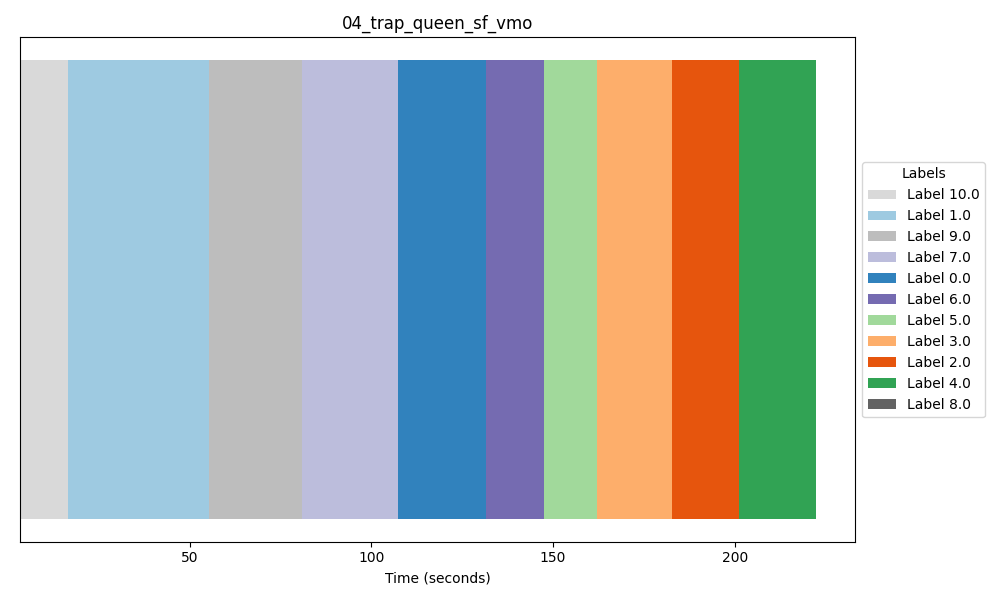 04_trap_queen_sf_vmo
Labels
Label 10.0
Label 1.0
Label 9.0
Label 7.0
Label 0.0
Label 6.0
Label 5.0
Label 3.0
Label 2.0
Label 4.0
Label 8.0
50
100
150
200
Time (seconds)